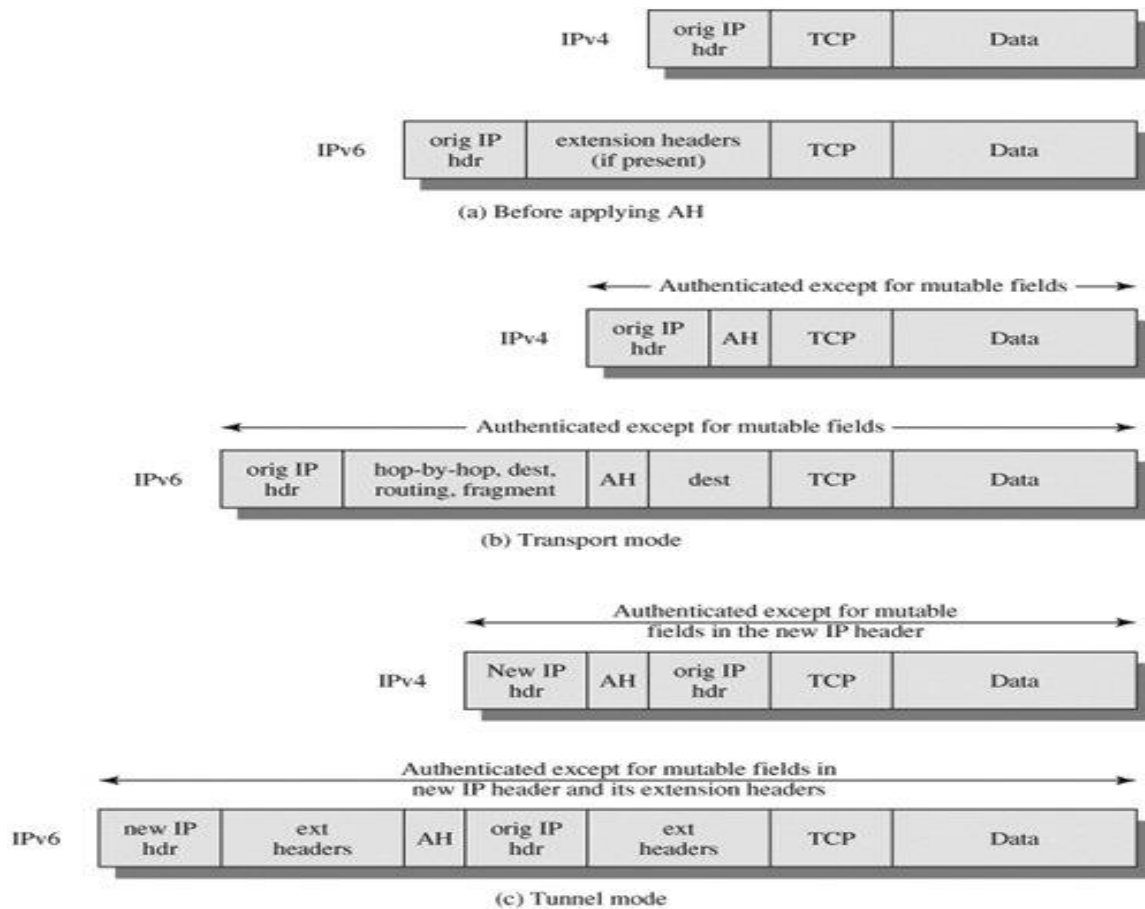 IPv4
orig IP
hdr
TCP
Data
IPv6
orig IP
hdr
extension headers
(if present)
TCP
Data
(a) Before applying AH
Authenticated except for mutable fields
IPv4
orig IP
hdr
AH
TCP
Data
Authenticated except for mutable fields
IPv6
orig IP
hdr
hop-by-hop, dest,
routing, fragment
AH
dest
TCP
Data
(b) Transport mode
Authenticated except for mutable
fields in the new IP header
IPv4
New IP
hdr
AH
orig IP
hdr
TCP
Data
Authenticated except for mutable fields in
new IP header and its extension headers
IPv6
new IP
hdr
ext
headers
AH
orig IP
hdr
ext
headers
TCP
Data
(c) Tunnel mode